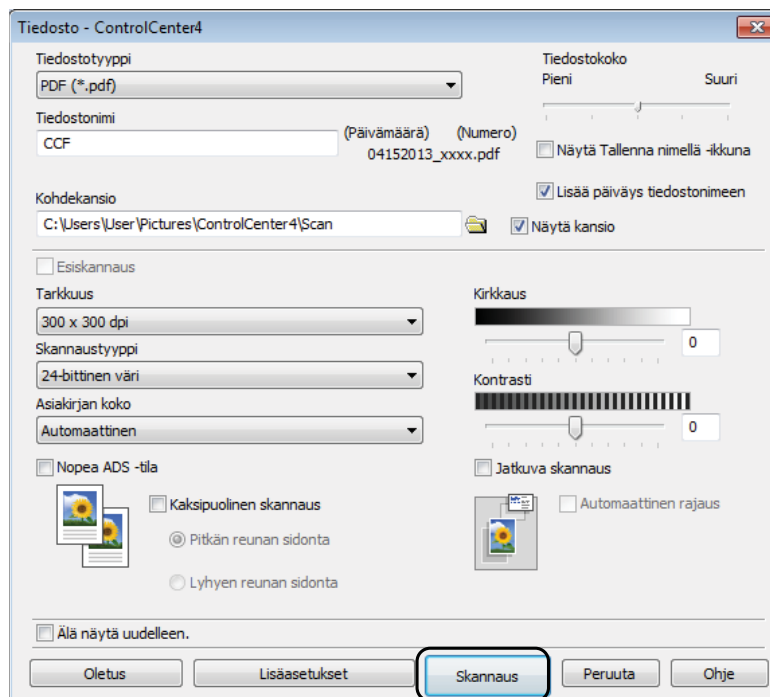 Tiedosto - ControlCenter4
Tiedostotyyppi
PDF (*.pdf)
Tiedostokoko
Pieni Suuri
Tiedostonimi
CCF
(Päivämäärä) (Numero)
04152013_xxxx.pdf
Näytä Tallenna nimellä -ikkuna
Lisää päiväys tiedostonimeen
Kohdekansio
C:\Users\User\Pictures\ControlCenter4\Scan
Näytä kansio
Esiskannaus
Tarkkuus
300 x 300 dpi
Skannaustyyppi
24-bittinen väri
Asiakirjan koko
Automaattinen
Kirkkaus
0
Kontrasti
0
Nopea ADS -tila
Kaksipuolinen skannaus
Pitkän reunan sidonta
Lyhyen reunan sidonta
Jatkuva skannaus
Automaattinen rajaus
Älä näytä uudelleen.
Oletus Lisäasetukset Skannaus Peruuta Ohje